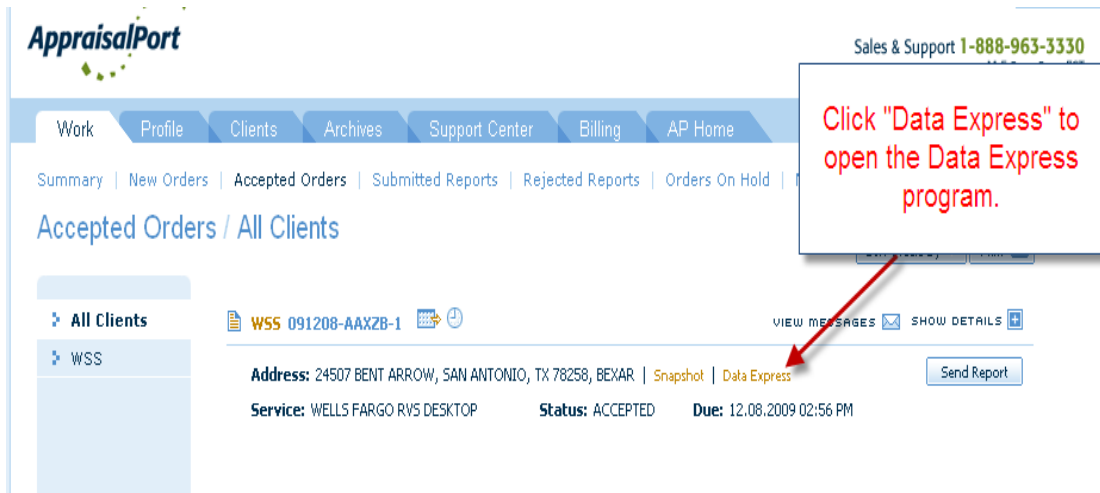 AppraisalPort
Sales & Support 1-888-963-3330
Click "Data Express" to
open the Data Express
program.
Work Profile Clients Archives Support Center Billing AP Home
Summary | New Orders | Accepted Orders | Submitted Reports | Rejected Reports | Orders On Hold |
Accepted Orders / All Clients
All Clients
WSS
WSS 091208-AAXZB-1 VIEW MESSAGES SHOW DETAILS
Address: 24507 BENT ARROW, SAN ANTONIO, TX 78258, BEXAR | Snapshot | Data Express
Send Report
Service: WELLS FARGO RVS DESKTOP Status: ACCEPTED Due: 12.08.2009 02:56 PM